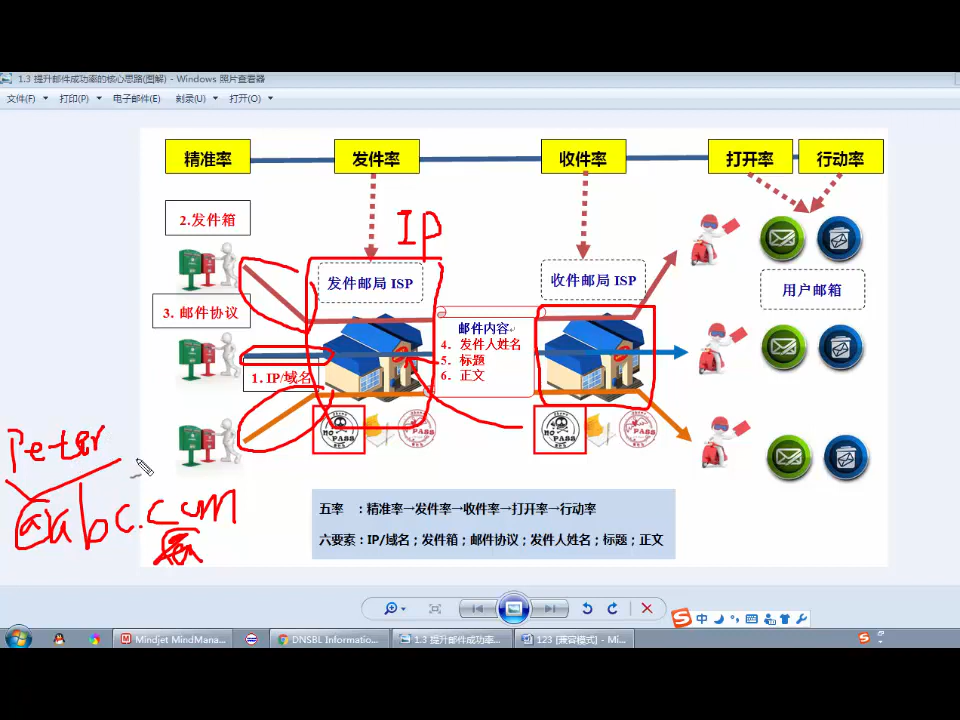 1.3 提升邮件成功率的核心思路(图解) - Windows 照片查看器
文件(F) 打印(P) 电子邮件(E) 刻录(U) 打开(O)
精准率 发件率 收件率 打开率 行动率
2.发件箱
IP
发件邮局 ISP
收件邮局 ISP
用户邮箱
3. 邮件协议
邮件内容
4. 发件人姓名
5. 标题
6. 正文
1. IP/域名
NO PASS
NO PASS
Peter
@abc.com
五率 :精准率→发件率→收件率→打开率→行动率
六要素:IP/域名;发件箱;邮件协议;发件人姓名;标题;正文
中
Mindjet MindMana... DNSBL Informatio... 1.3 提升邮件成功率... 123 [兼容模式] - Mi...